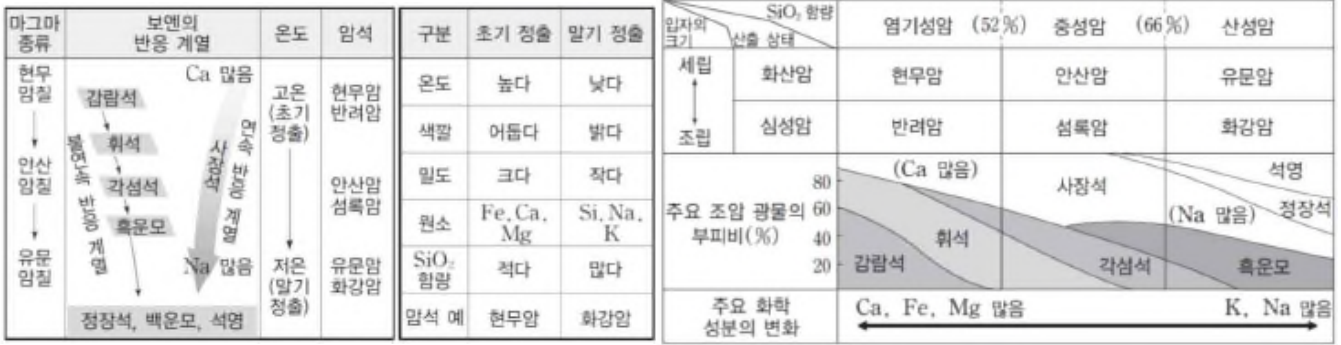 마그마 종류 보엔의 반응 계열 온도 암석
현무암질
안산암질
유문암질
Ca 많음
감람석
휘석
각섬석
흑운모
불연속 반응 계열
사장석
연속 반응 계열
Na 많음
정장석, 백운모, 석영
고온 (초기 정출)
저온 (말기 정출)
현무암 반려암
안산암 섬록암
유문암 화강암
구분 초기 정출 말기 정출
온도 높다 낮다
색깔 어둡다 밝다
밀도 크다 작다
원소 Fe, Ca, Mg Si, Na, K
SiO₂ 함량 적다 많다
암석 예 현무암 화강암
SiO₂ 함량
입자의 크기 산출 상태
염기성암 (52%) 중성암 (66%) 산성암
세립 화산암 현무암 안산암 유문암
조립 심성암 반려암 섬록암 화강암
주요 조암 광물의 부피비(%)
80
60
40
20
(Ca 많음)
사장석
석영
정장석
(Na 많음)
휘석
감람석
각섬석
흑운모
주요 화학 성분의 변화
Ca, Fe, Mg 많음 K, Na 많음